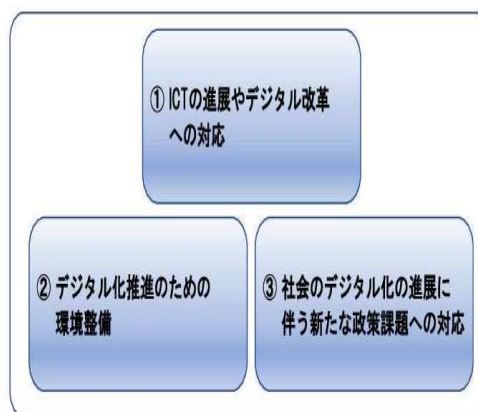 ① ICTの進展やデジタル改革
への対応
② デジタル化推進のための
環境整備
③ 社会のデジタル化の進展に
伴う新たな政策課題への対応